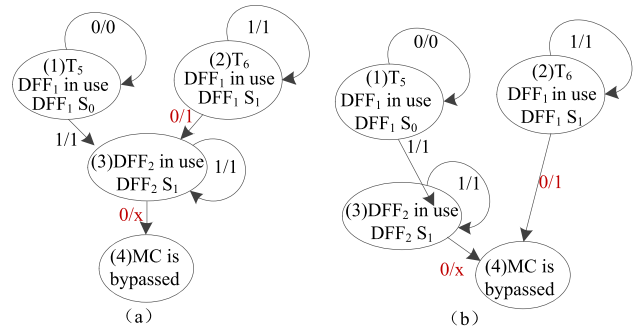 0/0
1/1
(1)T5
DFF1 in use
DFF1 S0
(2)T6
DFF1 in use
DFF1 S1
1/1
0/1
(3)DFF2 in use
DFF2 S1
1/1
0/x
(4)MC is
bypassed
(a)
0/0
1/1
(1)T5
DFF1 in use
DFF1 S0
(2)T6
DFF1 in use
DFF1 S1
1/1
0/1
1/1
(3)DFF2 in use
DFF2 S1
0/x
(4)MC is
bypassed
(b)